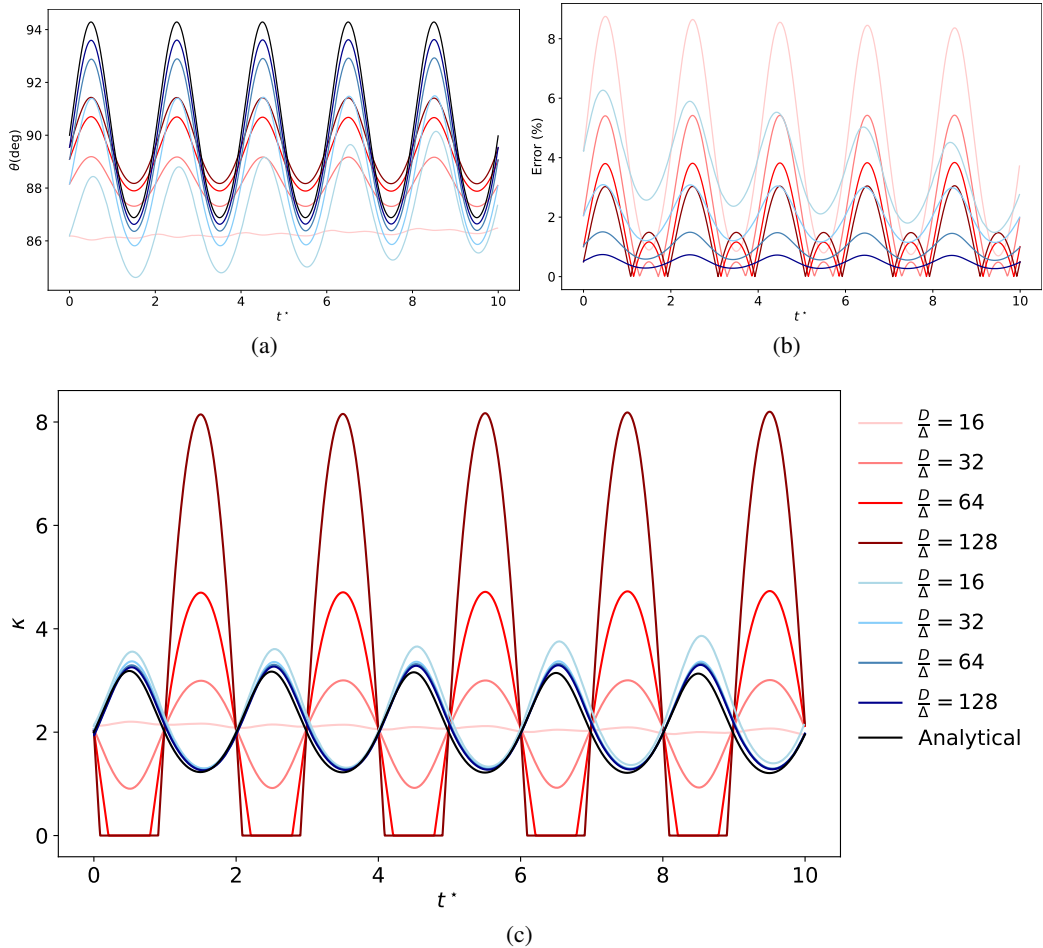 94
92
90
88
86
θ(deg)
0 2 4 6 8 10
t*
(a)
8
6
4
2
0
Error (%)
0 2 4 6 8 10
t*
(b)
8
6
4
2
0
κ
0 2 4 6 8 10
t*
D/Δ = 16
D/Δ = 32
D/Δ = 64
D/Δ = 128
D/Δ = 16
D/Δ = 32
D/Δ = 64
D/Δ = 128
Analytical
(c)